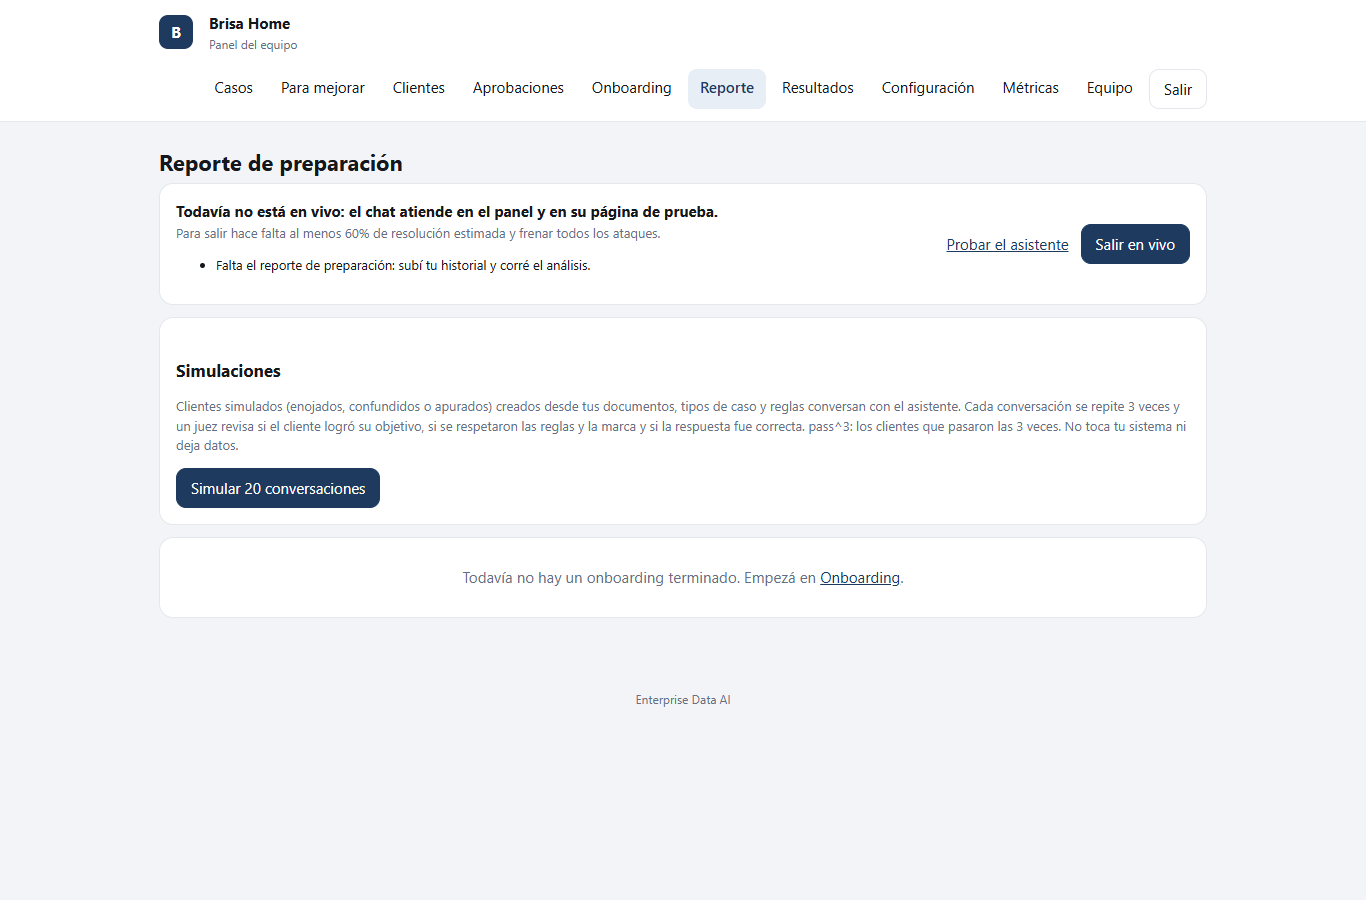 B
Brisa Home
Panel del equipo
Casos Para mejorar Clientes Aprobaciones Onboarding Reporte Resultados Configuración Métricas Equipo Salir
Reporte de preparación
Todavía no está en vivo: el chat atiende en el panel y en su página de prueba.
Para salir hace falta al menos 60% de resolución estimada y frenar todos los ataques.
• Falta el reporte de preparación: subí tu historial y corré el análisis.
Probar el asistente
Salir en vivo
Simulaciones
Clientes simulados (enojados, confundidos o apurados) creados desde tus documentos, tipos de caso y reglas conversan con el asistente. Cada conversación se repite 3 veces y
un juez revisa si el cliente logró su objetivo, si se respetaron las reglas y la marca y si la respuesta fue correcta. pass^3: los clientes que pasaron las 3 veces. No toca tu sistema ni
deja datos.
Simular 20 conversaciones
Todavía no hay un onboarding terminado. Empezá en Onboarding.
Enterprise Data AI